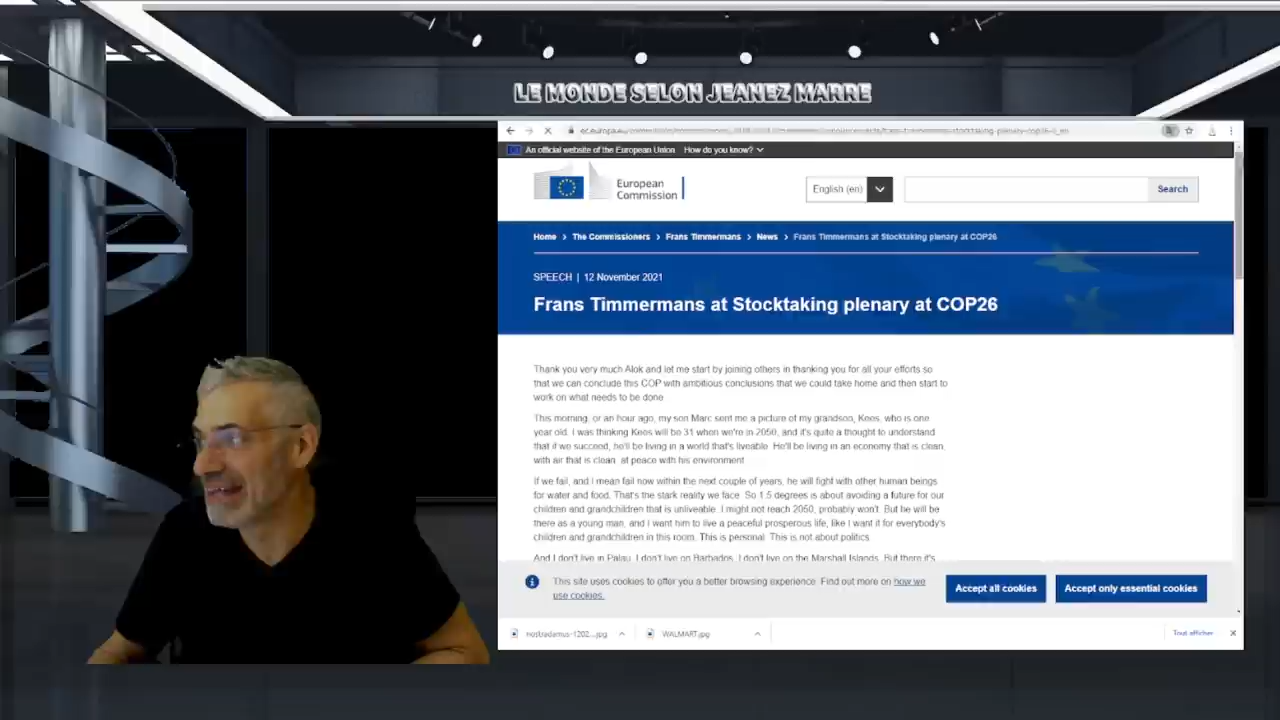 LE MONDE SELON JEANEZ MARRE
An official website of the European Union How do you know?
European
Commission
English (en)
Search
Home > The Commissioners > Frans Timmermans > News > Frans Timmermans at Stocktaking plenary at COP26
SPEECH | 12 November 2021
Frans Timmermans at Stocktaking plenary at COP26
Thank you very much Alok and let me start by joining others in thanking you for all your efforts so
that we can conclude this COP with ambitious conclusions that we could take home and then start to
work on what needs to be done
This morning, or an hour ago, my son Marc sent me a picture of my grandson, Kees, who is one
year old. I was thinking Kees will be 31 when we're in 2050, and it's quite a thought to understand
that if we succeed, he'll be living in a world that's liveable. He'll be living in an economy that is clean,
with air that is clean, at peace with his environment
If we fail, and I mean fail now within the next couple of years, he will fight with other human beings
for water and food. That's the stark reality we face. So 1.5 degrees is about avoiding a future for our
children and grandchildren that is unliveable. I might not reach 2050, probably won't. But he will be
there as a young man, and I want him to live a peaceful prosperous life, like I want it for everybody's
children and grandchildren in this room. This is personal. This is not about politics
And I don't live in Palau, I don't live on Barbados, I don't live on the Marshall Islands. But there it's
This site uses cookies to offer you a better browsing experience. Find out more on how we
use cookies.
Accept all cookies
Accept only essential cookies
nostradamus-1202....jpg
WALMART.jpg
Tout afficher